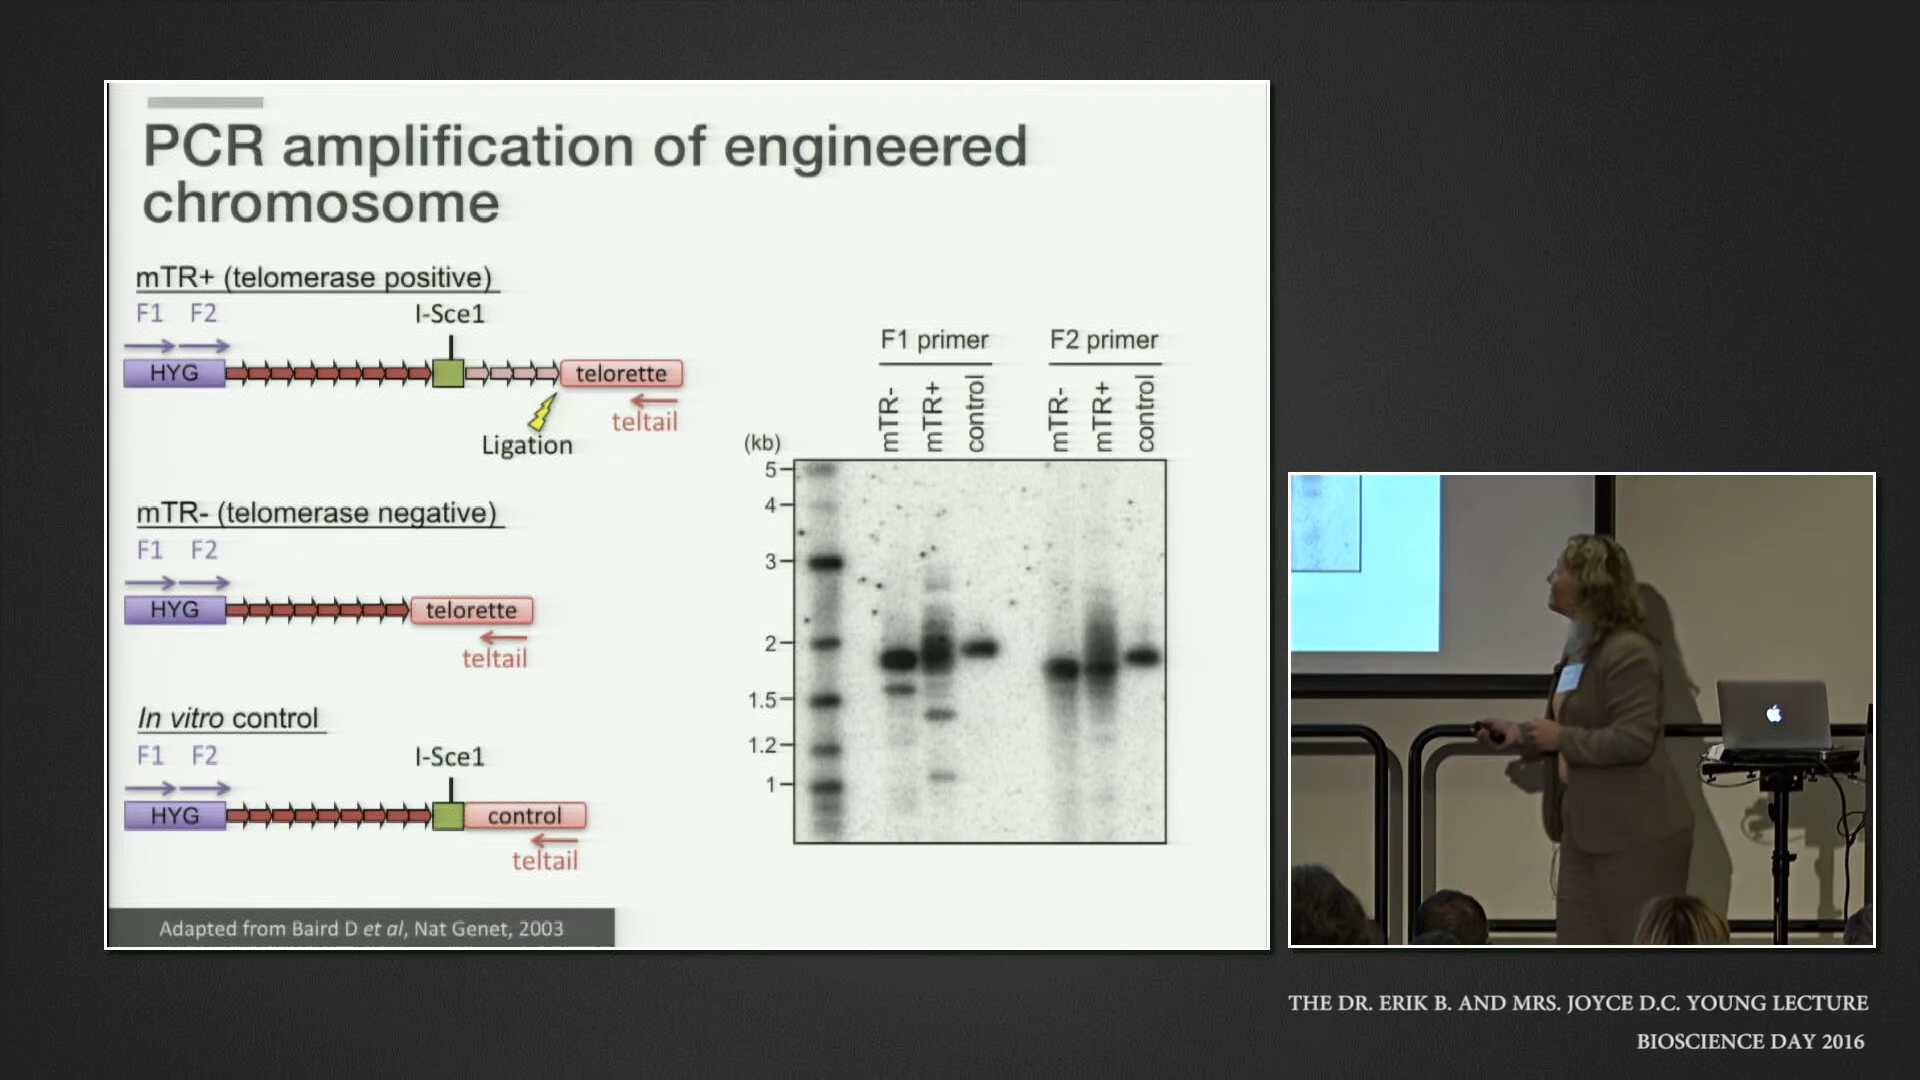 PCR amplification of engineered
chromosome
mTR+ (telomerase positive)
F1 F2
I-Sce1
HYG
telorette
teltail
Ligation
mTR- (telomerase negative)
F1 F2
HYG
telorette
teltail
In vitro control
F1 F2
I-Sce1
HYG
control
teltail
Adapted from Baird D et al, Nat Genet, 2003
F1 primer F2 primer
mTR- mTR+ control mTR- mTR+ control
(kb)
5
4
3
2
1.5
1.2
1
THE DR. ERIK B. AND MRS. JOYCE D.C. YOUNG LECTURE
BIOSCIENCE DAY 2016